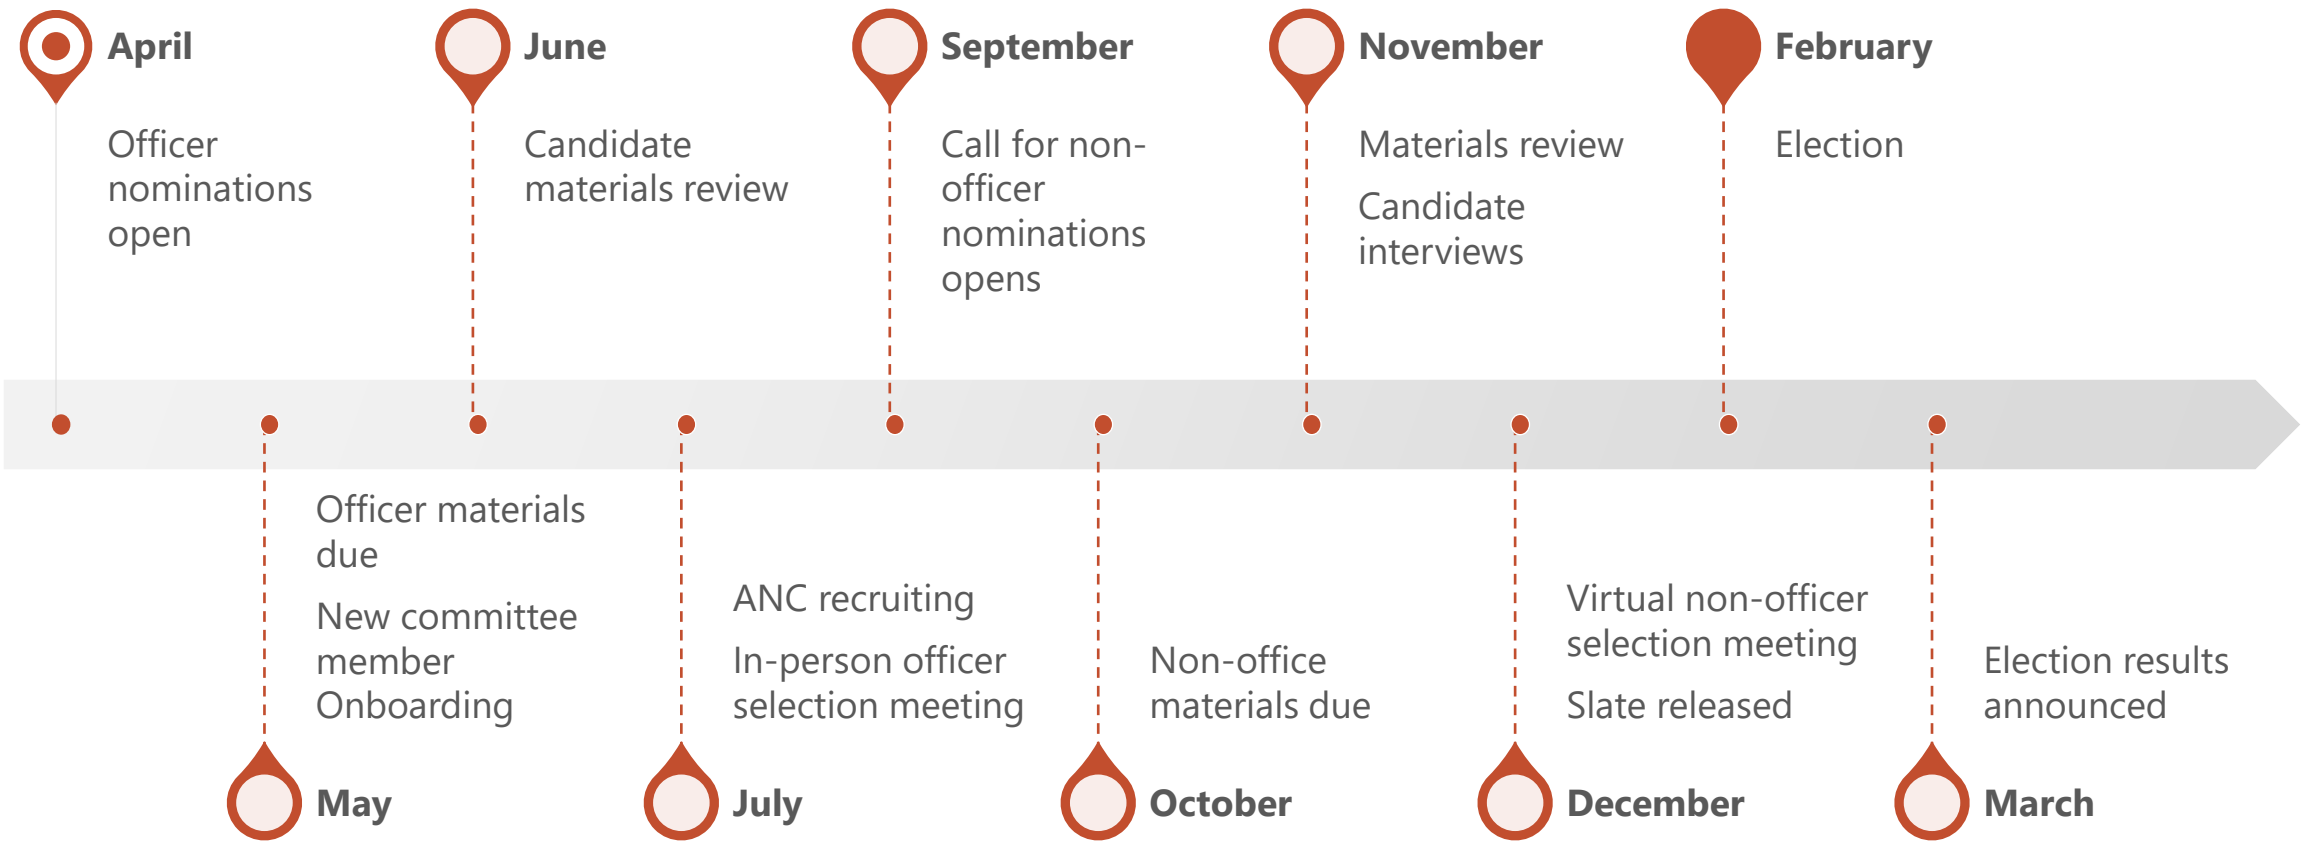 April
Officer
nominations
open
June
Candidate
materials review
September
Call for non-
officer
nominations
opens
November
Materials review
Candidate
interviews
February
Election
Officer materials
due
New committee
member
Onboarding
May
ANC recruiting
In-person officer
selection meeting
July
Non-office
materials due
October
Virtual non-officer
selection meeting
Slate released
December
Election results
announced
March